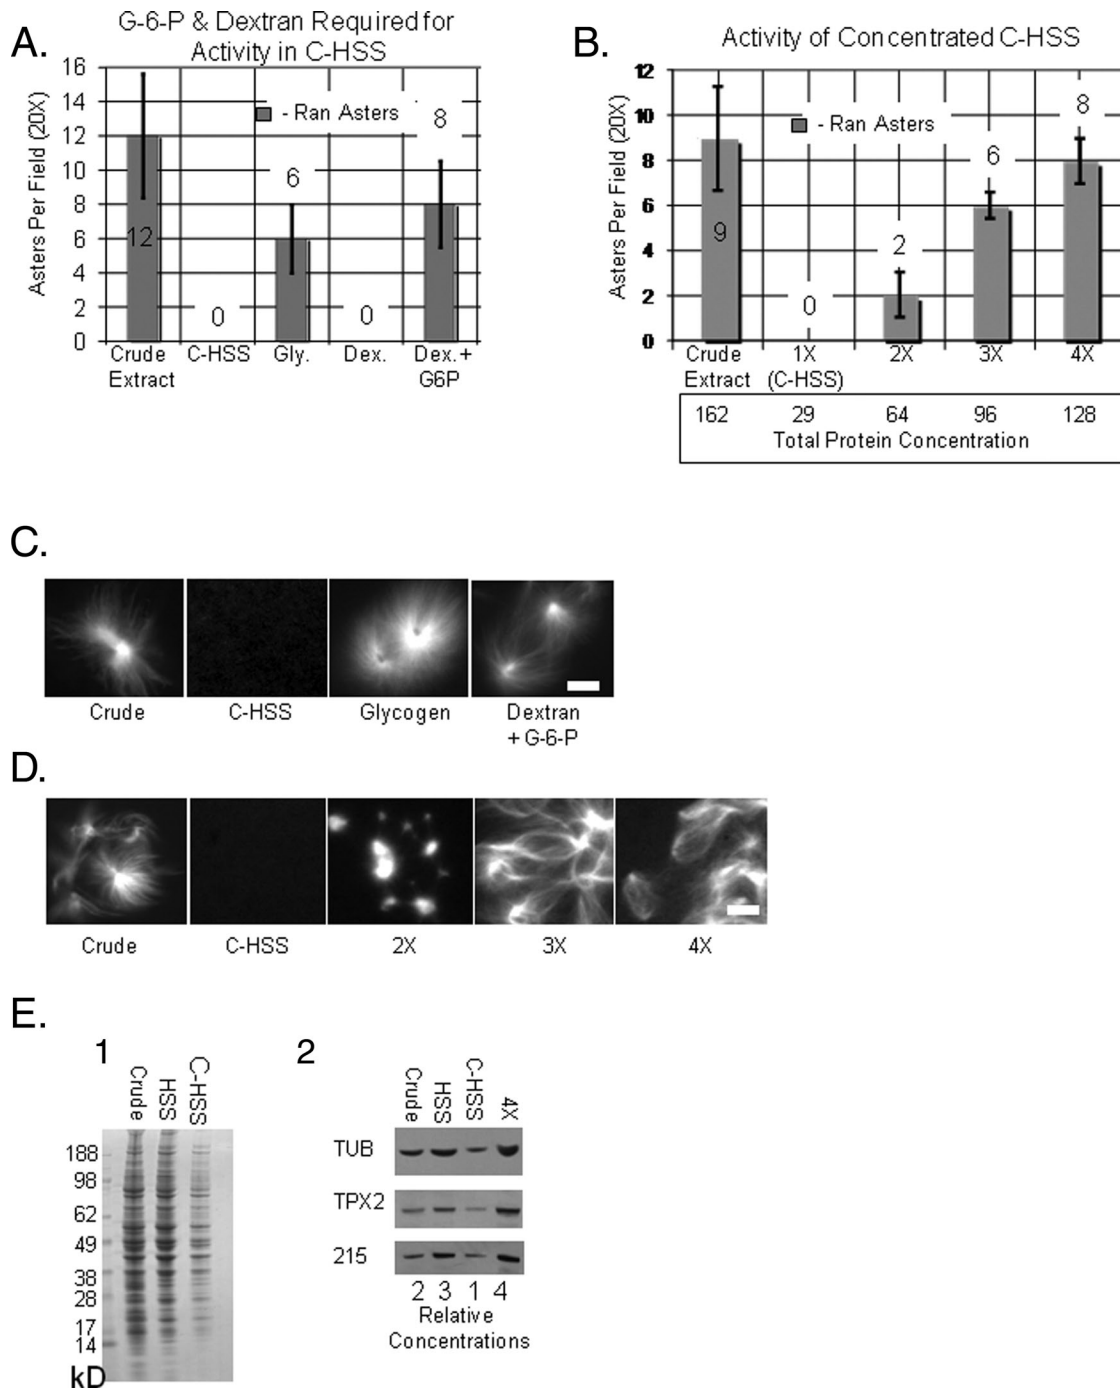 A.
G-6-P & Dextran Required for
Activity in C-HSS
Asters Per Field (20X)
16
14
12
10
8
6
4
2
0
- Ran Asters
12
0
6
0
8
Crude
Extract
C-HSS
Gly.
Dex.
Dex.+
G6P
B.
Activity of Concentrated C-HSS
Asters Per Field (20X)
12
10
8
6
4
2
0
- Ran Asters
9
0
2
6
8
Crude
Extract
1X
(C-HSS)
2X
3X
4X
162 29 64 96 128
Total Protein Concentration
C.
Crude
C-HSS
Glycogen
Dextran
+ G-6-P
D.
Crude
C-HSS
2X
3X
4X
E.
1
Crude
HSS
C-HSS
188
98
62
49
38
28
17
14
kD
2
Crude
HSS
C-HSS
4X
TUB
TPX2
215
2 3 1 4
Relative
Concentrations